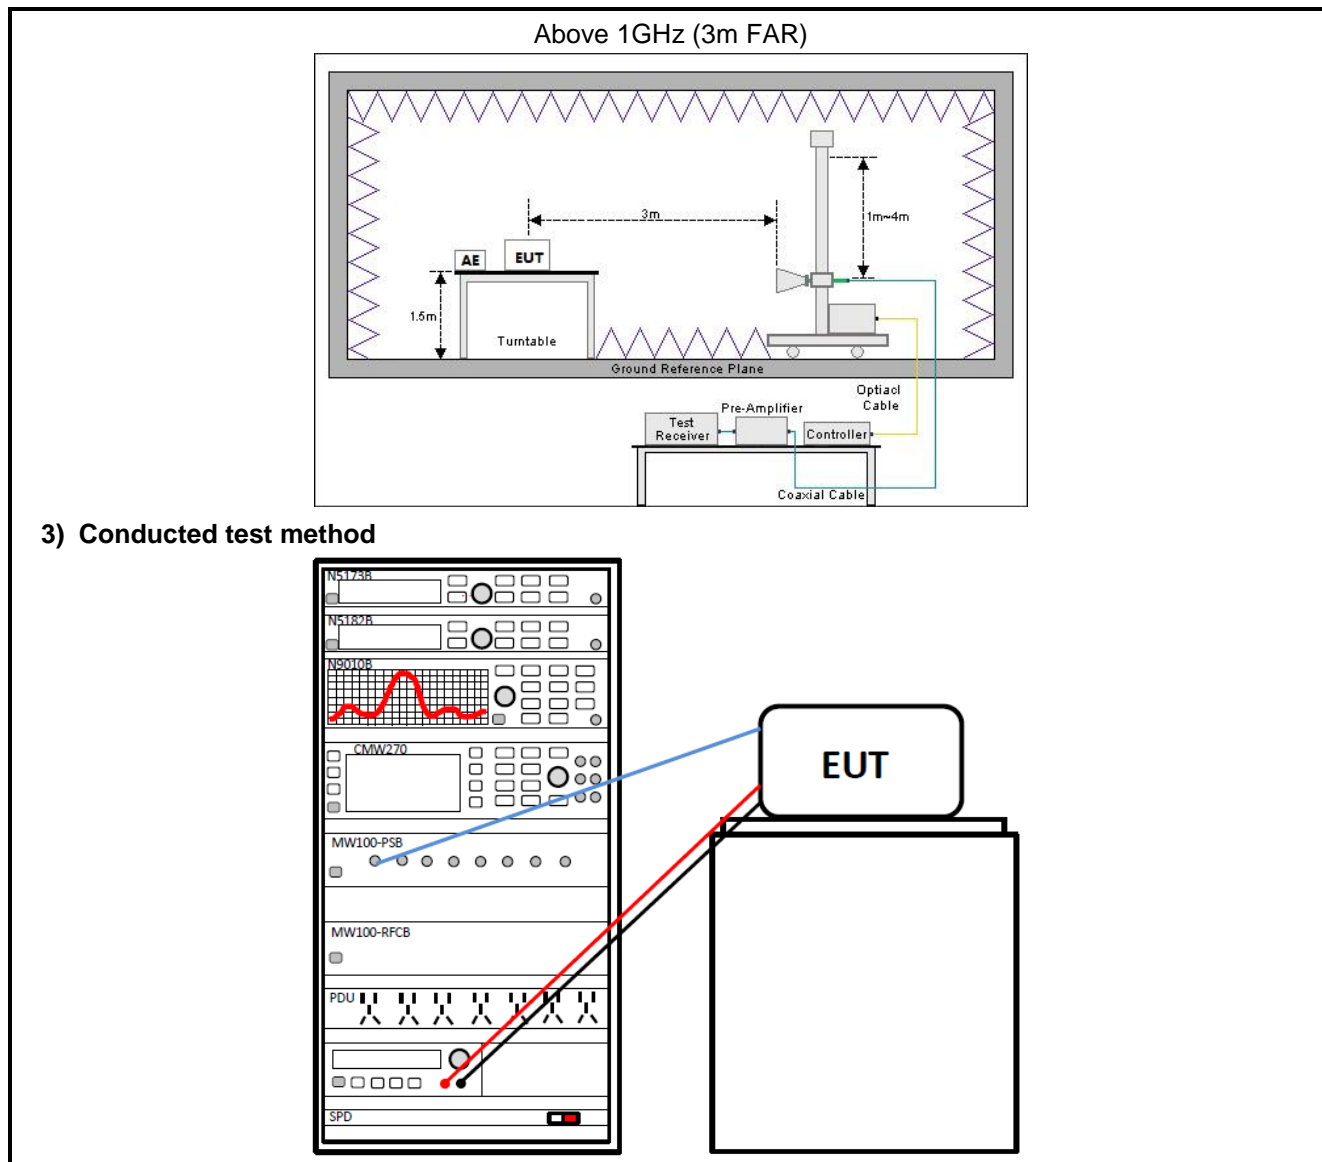 Above 1GHz (3m FAR)
3m
1m~4m
AE
EUT
1.5m
Turntable
Ground Reference Plane
Optiacl
Cable
Pre-Amplifier
Test
Receiver
Controller
Coaxial Cable
3) Conducted test method
N5173B
N5182B
N9010B
CMW270
EUT
MW100-PSB
MW100-RFCB
PDU
SPD